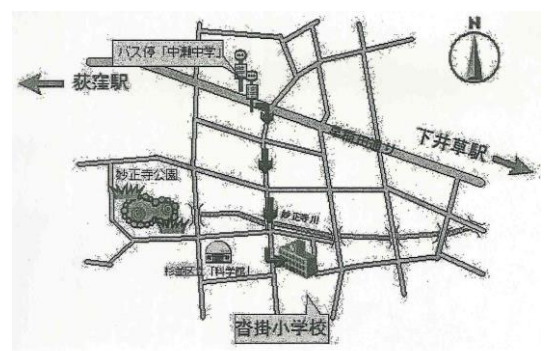 N
バス停「中瀬中学」
荻窪駅
下井草駅
妙正寺公園
妙正寺川
杉並区立「科学館」
沓掛小学校